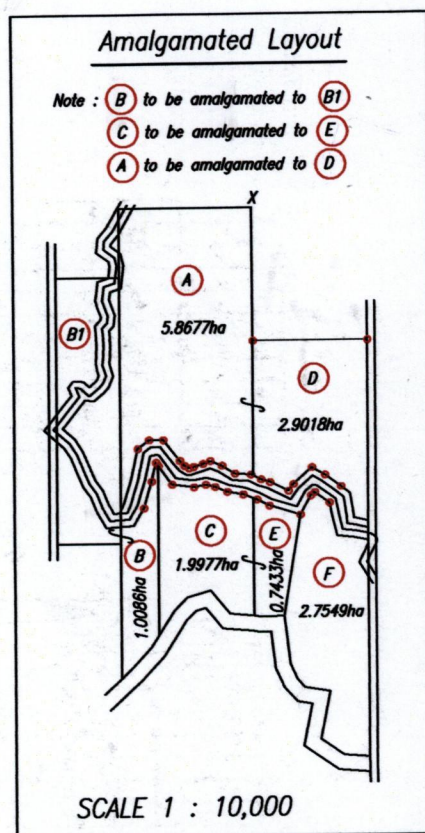 Amalgamated Layout
Note : B to be amalgamated to B1
C to be amalgamated to E
A to be amalgamated to D
X
A
5.8677ha
B1
D
2.9018ha
B
1.0086ha
C
1.9977ha
E
0.7433ha
F
2.7549ha
SCALE 1 : 10,000